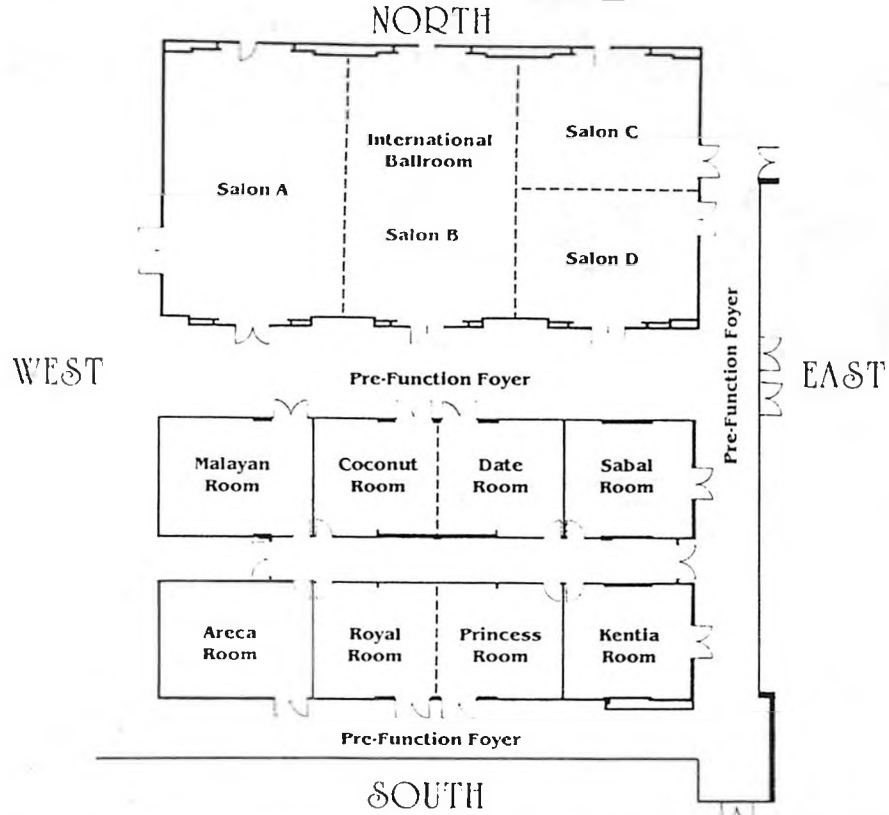 NORTH
International
Ballroom
Salon C
Salon A
Salon B
Salon D
WEST
Pre-Function Foyer
Pre-Function Foyer
EAST
Malayan
Room
Coconut
Room
Date
Room
Sabal
Room
Areca
Room
Royal
Room
Princess
Room
Kentia
Room
Pre-Function Foyer
SOUTH